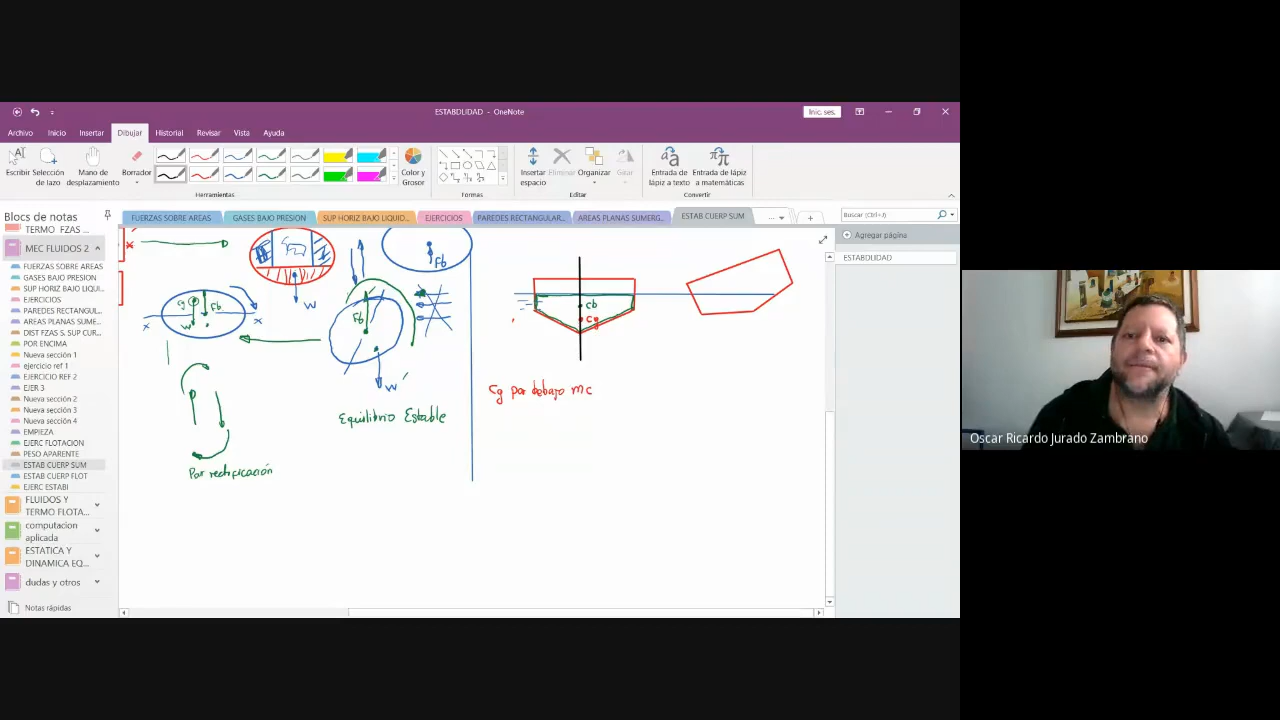 ESTABDLIDAD - OneNote
Inic. ses.
Archivo
Inicio
Insertar
Dibujar
Historial
Revisar
Vista
Ayuda
Escribir
Selección de lazo
Mano de desplazamiento
Borrador
Color y Grosor
Insertar espacio
Eliminar
Organizar
Girar
Entrada de lápiz a texto
Entrada de lápiz a matemáticas
Herramientas
Formas
Editar
Convertir
Blocs de notas
FUERZAS SOBRE AREAS
GASES BAJO PRESION
SUP HORIZ BAJO LIQUID...
EJERCICIOS
PAREDES RECTANGULAR...
AREAS PLANAS SUMERG...
ESTAB CUERP SUM
...
Buscar (Ctrl+J)
Agregar página
ESTABDLIDAD
TERMO FZAS
MEC FLUIDOS 2
FUERZAS SOBRE AREAS
GASES BAJO PRESION
SUP HORIZ BAJO LIQUI...
EJERCICIOS
PAREDES RECTANGUL...
AREAS PLANAS SUME...
DIST FZAS S. SUP CUR...
POR ENCIMA
Nueva sección 1
ejercicio ref 1
EJERCICIO REF 2
EJER 3
Nueva sección 2
Nueva sección 3
Nueva sección 4
EMPIEZA
EJERC FLOTACION
PESO APARENTE
ESTAB CUERP SUM
ESTAB CUERP FLOT
EJERC ESTABI
FLUIDOS Y
TERMO FLOTA...
computacion
aplicada
ESTATICA Y
DINAMICA EQ...
dudas y otros
Notas rápidas
x
W
Fb
g
Fb
W
x
x
Fb
W
Equilibrio Estable
Par rectificación
cb
cg
Cg por debajo mc
Oscar Ricardo Jurado Zambrano